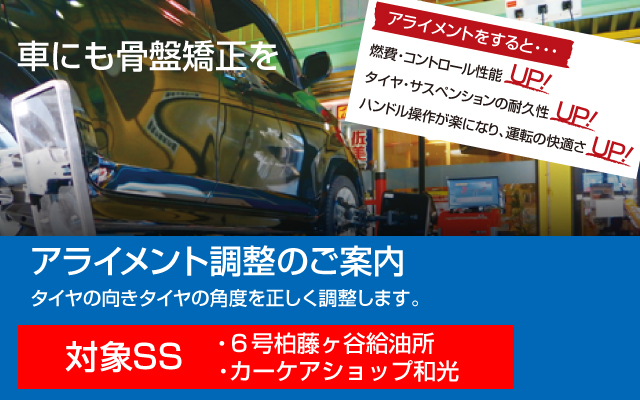 車にも骨盤矯正を
アライメントをすると・・・
燃費・コントロール性能 UP!
タイヤ・サスペンションの耐久性 UP!
ハンドル操作が楽になり、運転の快適さ UP!
アライメント調整のご案内
タイヤの向きタイヤの角度を正しく調整します。
対象SS
・６号柏藤ヶ谷給油所
・カーケアショップ和光